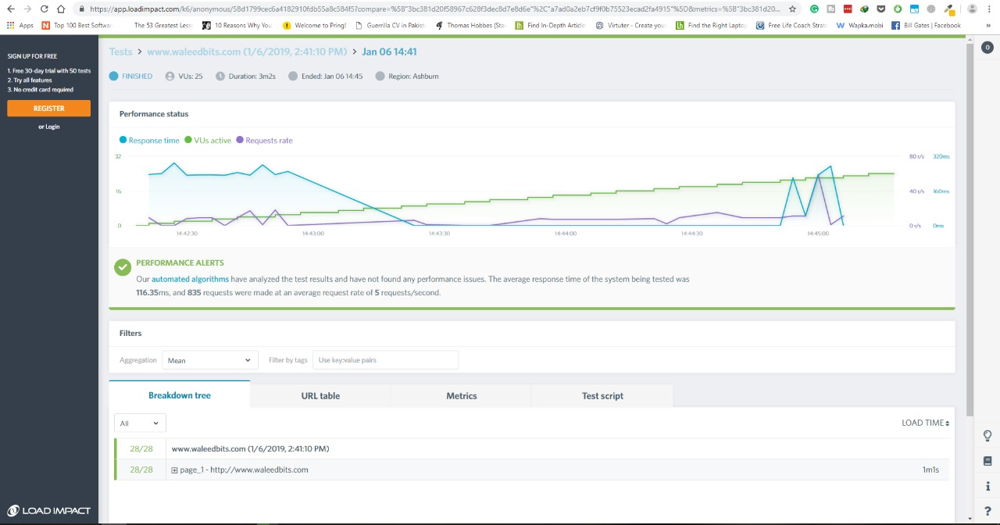 https://app.loadimpact.com/k6/anonymous/58d1799cec6a4182910fdb55a8c584f5?compare=%5B"3bc381d20f58967c628f3dec8d7e8d6e"%2C"a7ad0a2eb7cf9f0b75523ecad2fa4915"%5D&metrics=%5B"3bc381d20...
Apps
Top 100 Best Softwar
The 53 Greatest Less
10 Reasons Why You
Welcome to Pring!
Guerrilla CV in Pakist
Thomas Hobbes (Sta
Find In-Depth Article
Virtuter - Create your
Find the Right Lapto
Free Life Coach Strat
Wapka.mobi
Bill Gates | Facebook
»
SIGN UP FOR FREE
1. Free 30-day trial with 50 tests
2. Try all features
3. No credit card required
REGISTER
or Login
LOAD IMPACT
Tests > www.waleedbits.com (1/6/2019, 2:41:10 PM) > Jan 06 14:41
FINISHED VUs: 25 Duration: 3m2s Ended: Jan 06 14:45 Region: Ashburn
0
Performance status
Response time VUs active Requests rate
32 80 r/s 320ms
16 40 r/s 160ms
0 0 r/s 0ms
14:42:30 14:43:00 14:43:30 14:44:00 14:44:30 14:45:00
PERFORMANCE ALERTS
Our automated algorithms have analyzed the test results and have not found any performance issues. The average response time of the system being tested was
116.35ms, and 835 requests were made at an average request rate of 5 requests/second.
Filters
Aggregation Mean Filter by tags Use key:value pairs
Breakdown tree URL table Metrics Test script
All LOAD TIME
28/28 www.waleedbits.com (1/6/2019, 2:41:10 PM)
28/28 page_1 - http://www.waleedbits.com 1m1s